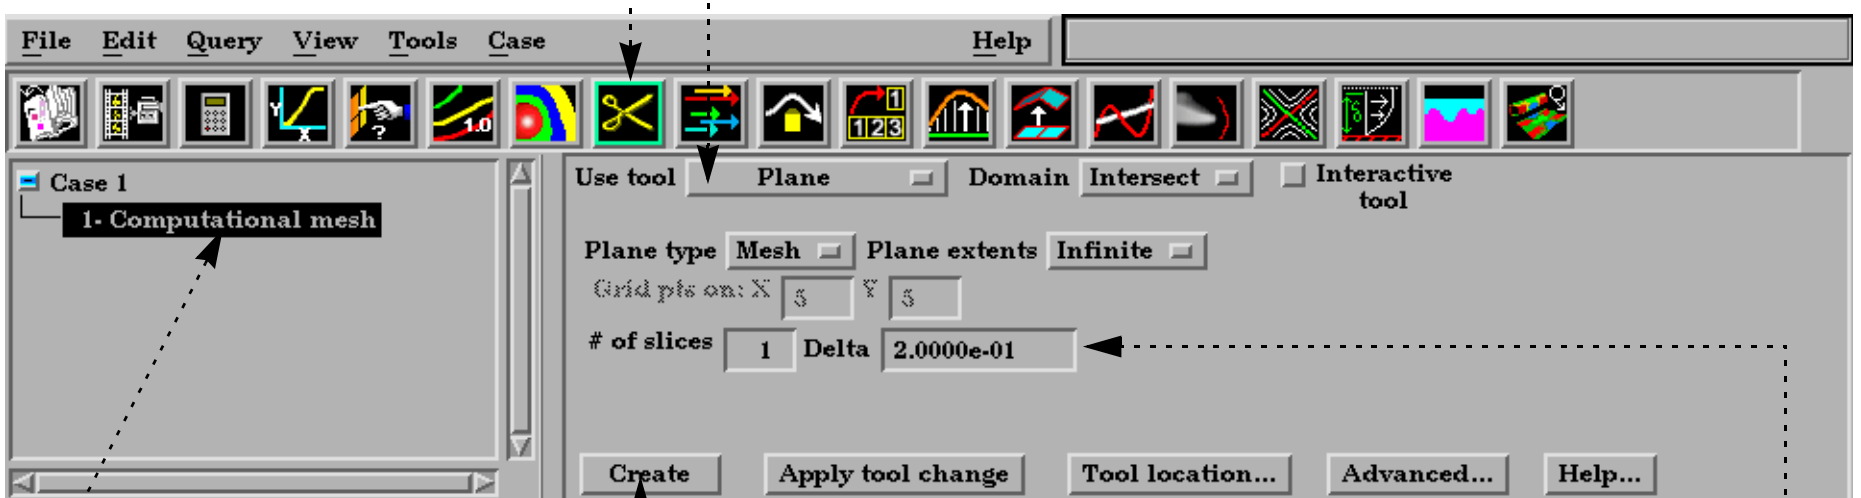 File Edit Query View Tools Case Help
Y X ? 1.0 1 123 δ
Case 1
1- Computational mesh
Use tool Plane Domain Intersect Interactive
tool
Plane type Mesh Plane extents Infinite
Grid pts on: X 5 Y 5
# of slices 1 Delta 2.0000e-01
Create Apply tool change Tool location... Advanced... Help...